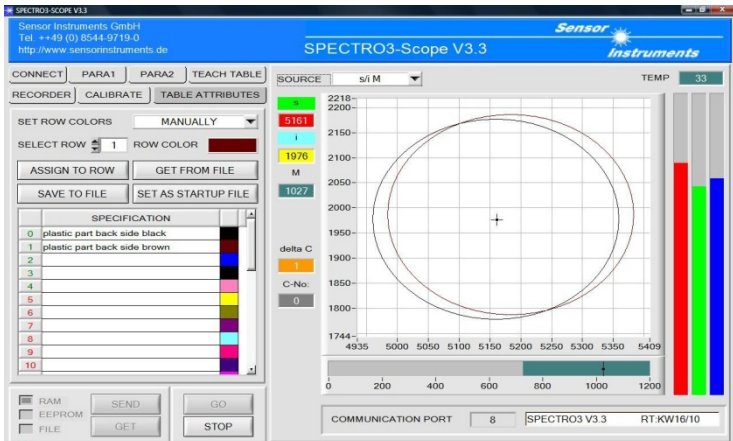 SPECTRO3-Scope V3.3
Sensor Instruments GmbH
Tel. ++49 (0) 8544-9719-0
http://www.sensorinstruments.de
SPECTRO3-Scope V3.3
Sensor
Instruments
CONNECT PARA1 PARA2 TEACH TABLE
RECORDER CALIBRATE TABLE ATTRIBUTES
SET ROW COLORS MANUALLY
SELECT ROW 1 ROW COLOR
ASSIGN TO ROW GET FROM FILE
SAVE TO FILE SET AS STARTUP FILE
SPECIFICATION
0 plastic part back side black
1 plastic part back side brown
2
3
4
5
6
7
8
9
10
RAM
EEPROM
FILE
SEND
GET
GO
STOP
SOURCE s/i M
TEMP 33
s
5161
i
1976
M
1027
delta C
1
C-No:
0
2218
2200
2150
2100
2050
2000
1950
1900
1850
1800
1744
4935 5000 5050 5100 5150 5200 5250 5300 5350 5409
0 200 400 600 800 1000 1200
COMMUNICATION PORT 8 SPECTRO3 V3.3 RT:KW16/10